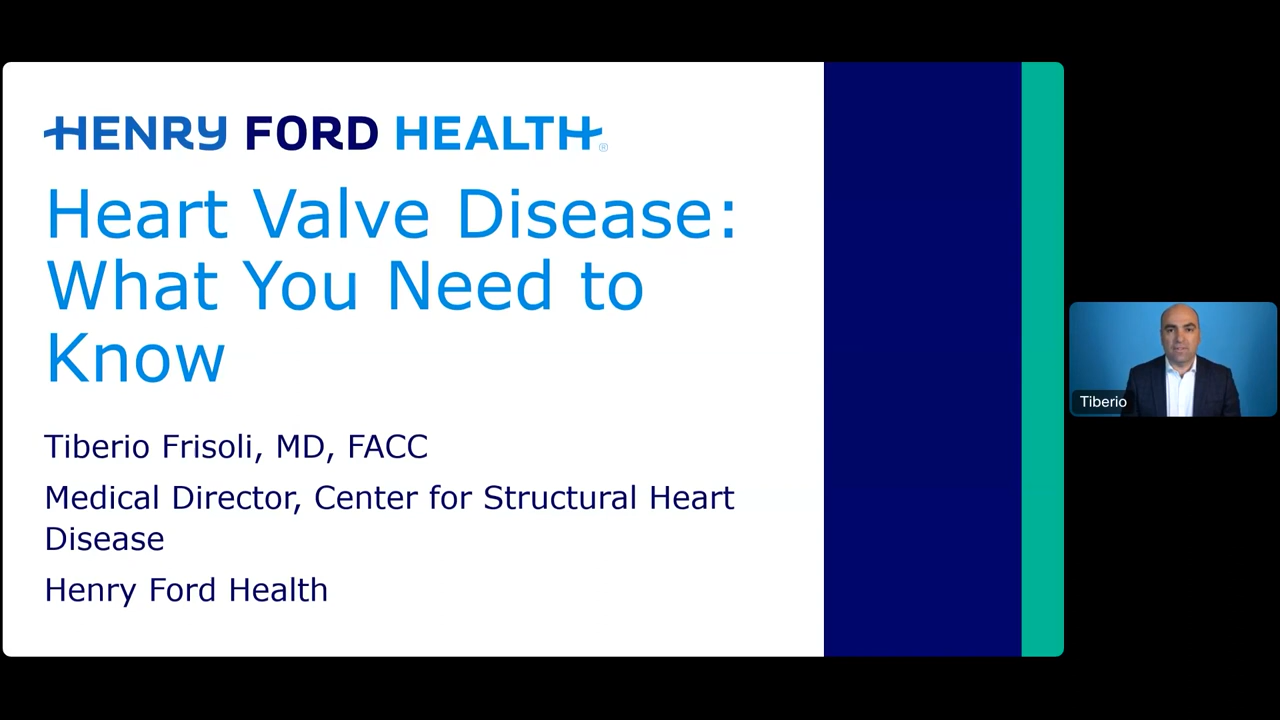 HENRY FORD HEALTH®
Heart Valve Disease:
What You Need to
Know
Tiberio Frisoli, MD, FACC
Medical Director, Center for Structural Heart
Disease
Henry Ford Health
Tiberio